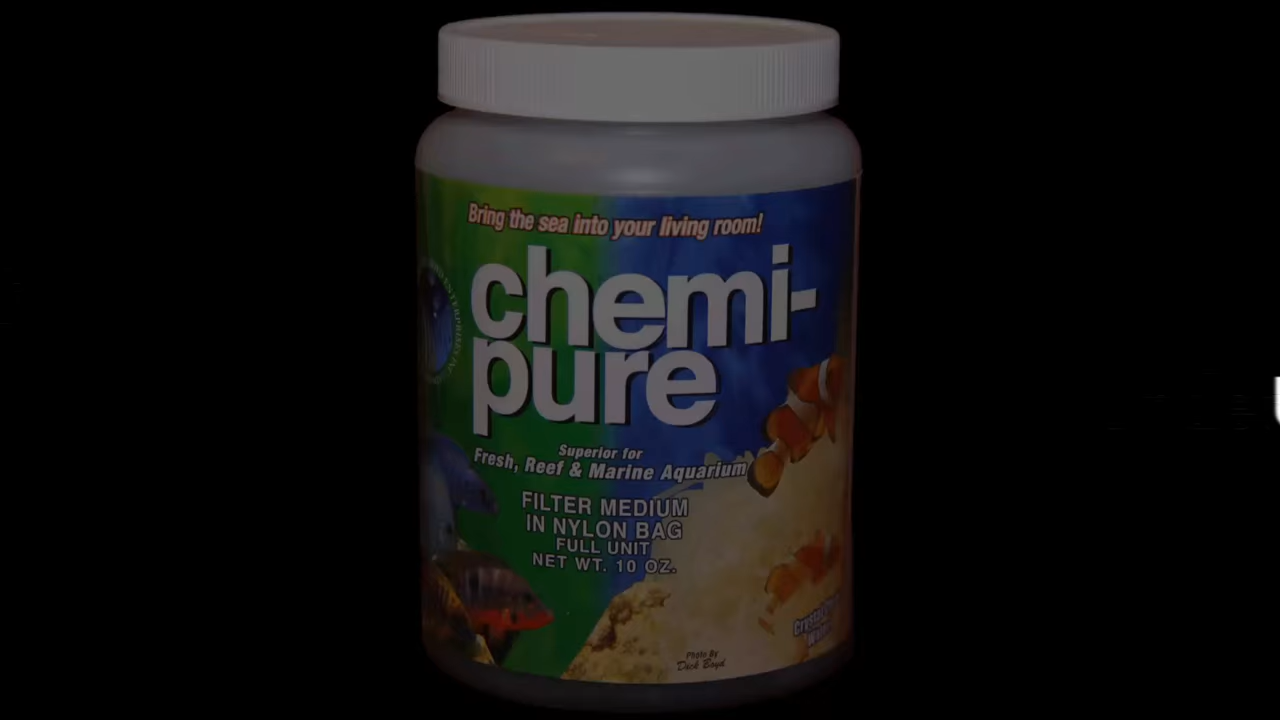 Bring the sea into your living room!
chemi-
pure
Superior for
Fresh, Reef & Marine Aquarium
FILTER MEDIUM
IN NYLON BAG
FULL UNIT
NET WT. 10 OZ.
Photo By
Dick Boyd